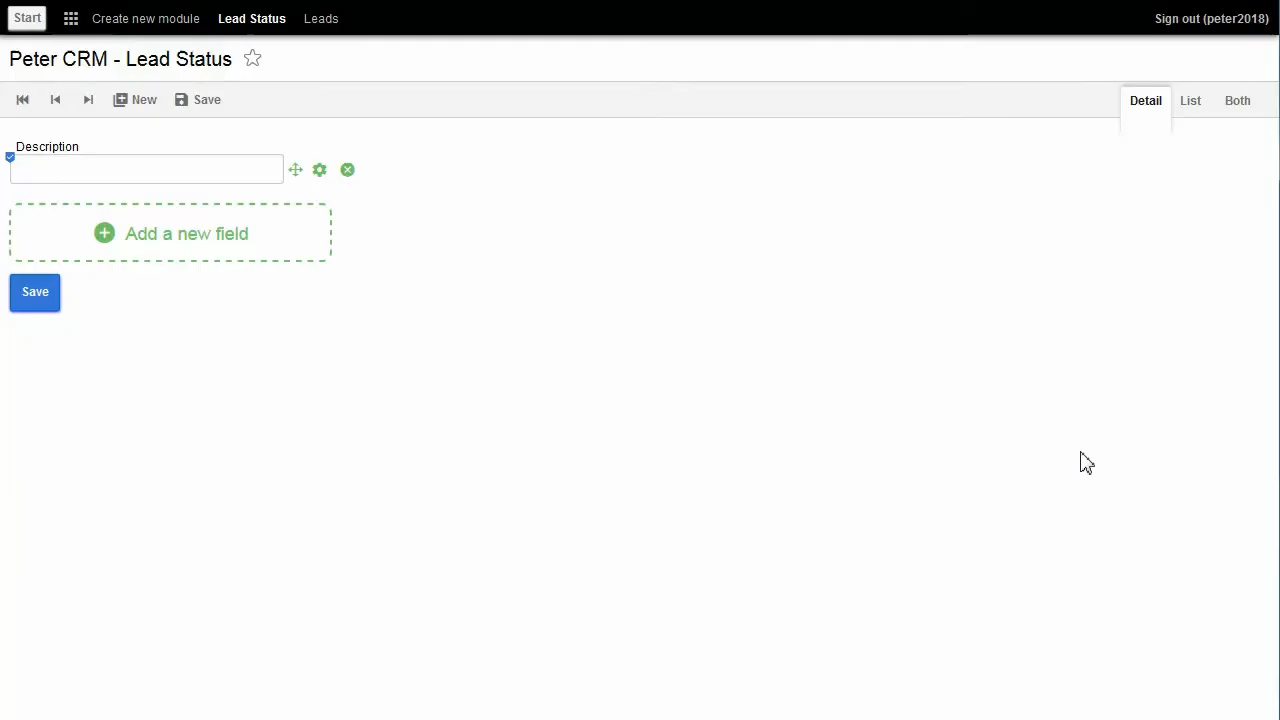 Start Create new module Lead Status Leads Sign out (peter2018)
Peter CRM - Lead Status
New Save Detail List Both
Description
Add a new field
Save